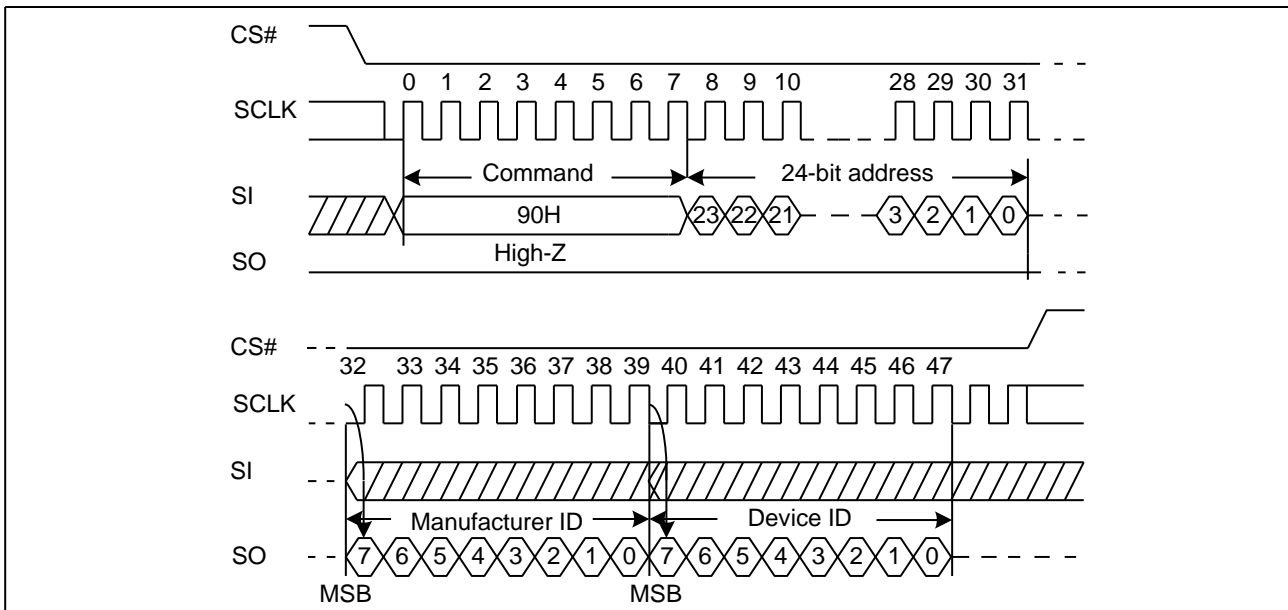 CS#
0 1 2 3 4 5 6 7 8 9 10 28 29 30 31
SCLK
Command 24-bit address
SI
90H 23 22 21 3 2 1 0
High-Z
SO
CS#
32 33 34 35 36 37 38 39 40 41 42 43 44 45 46 47
SCLK
SI
Manufacturer ID Device ID
SO 7 6 5 4 3 2 1 0 7 6 5 4 3 2 1 0
MSB MSB